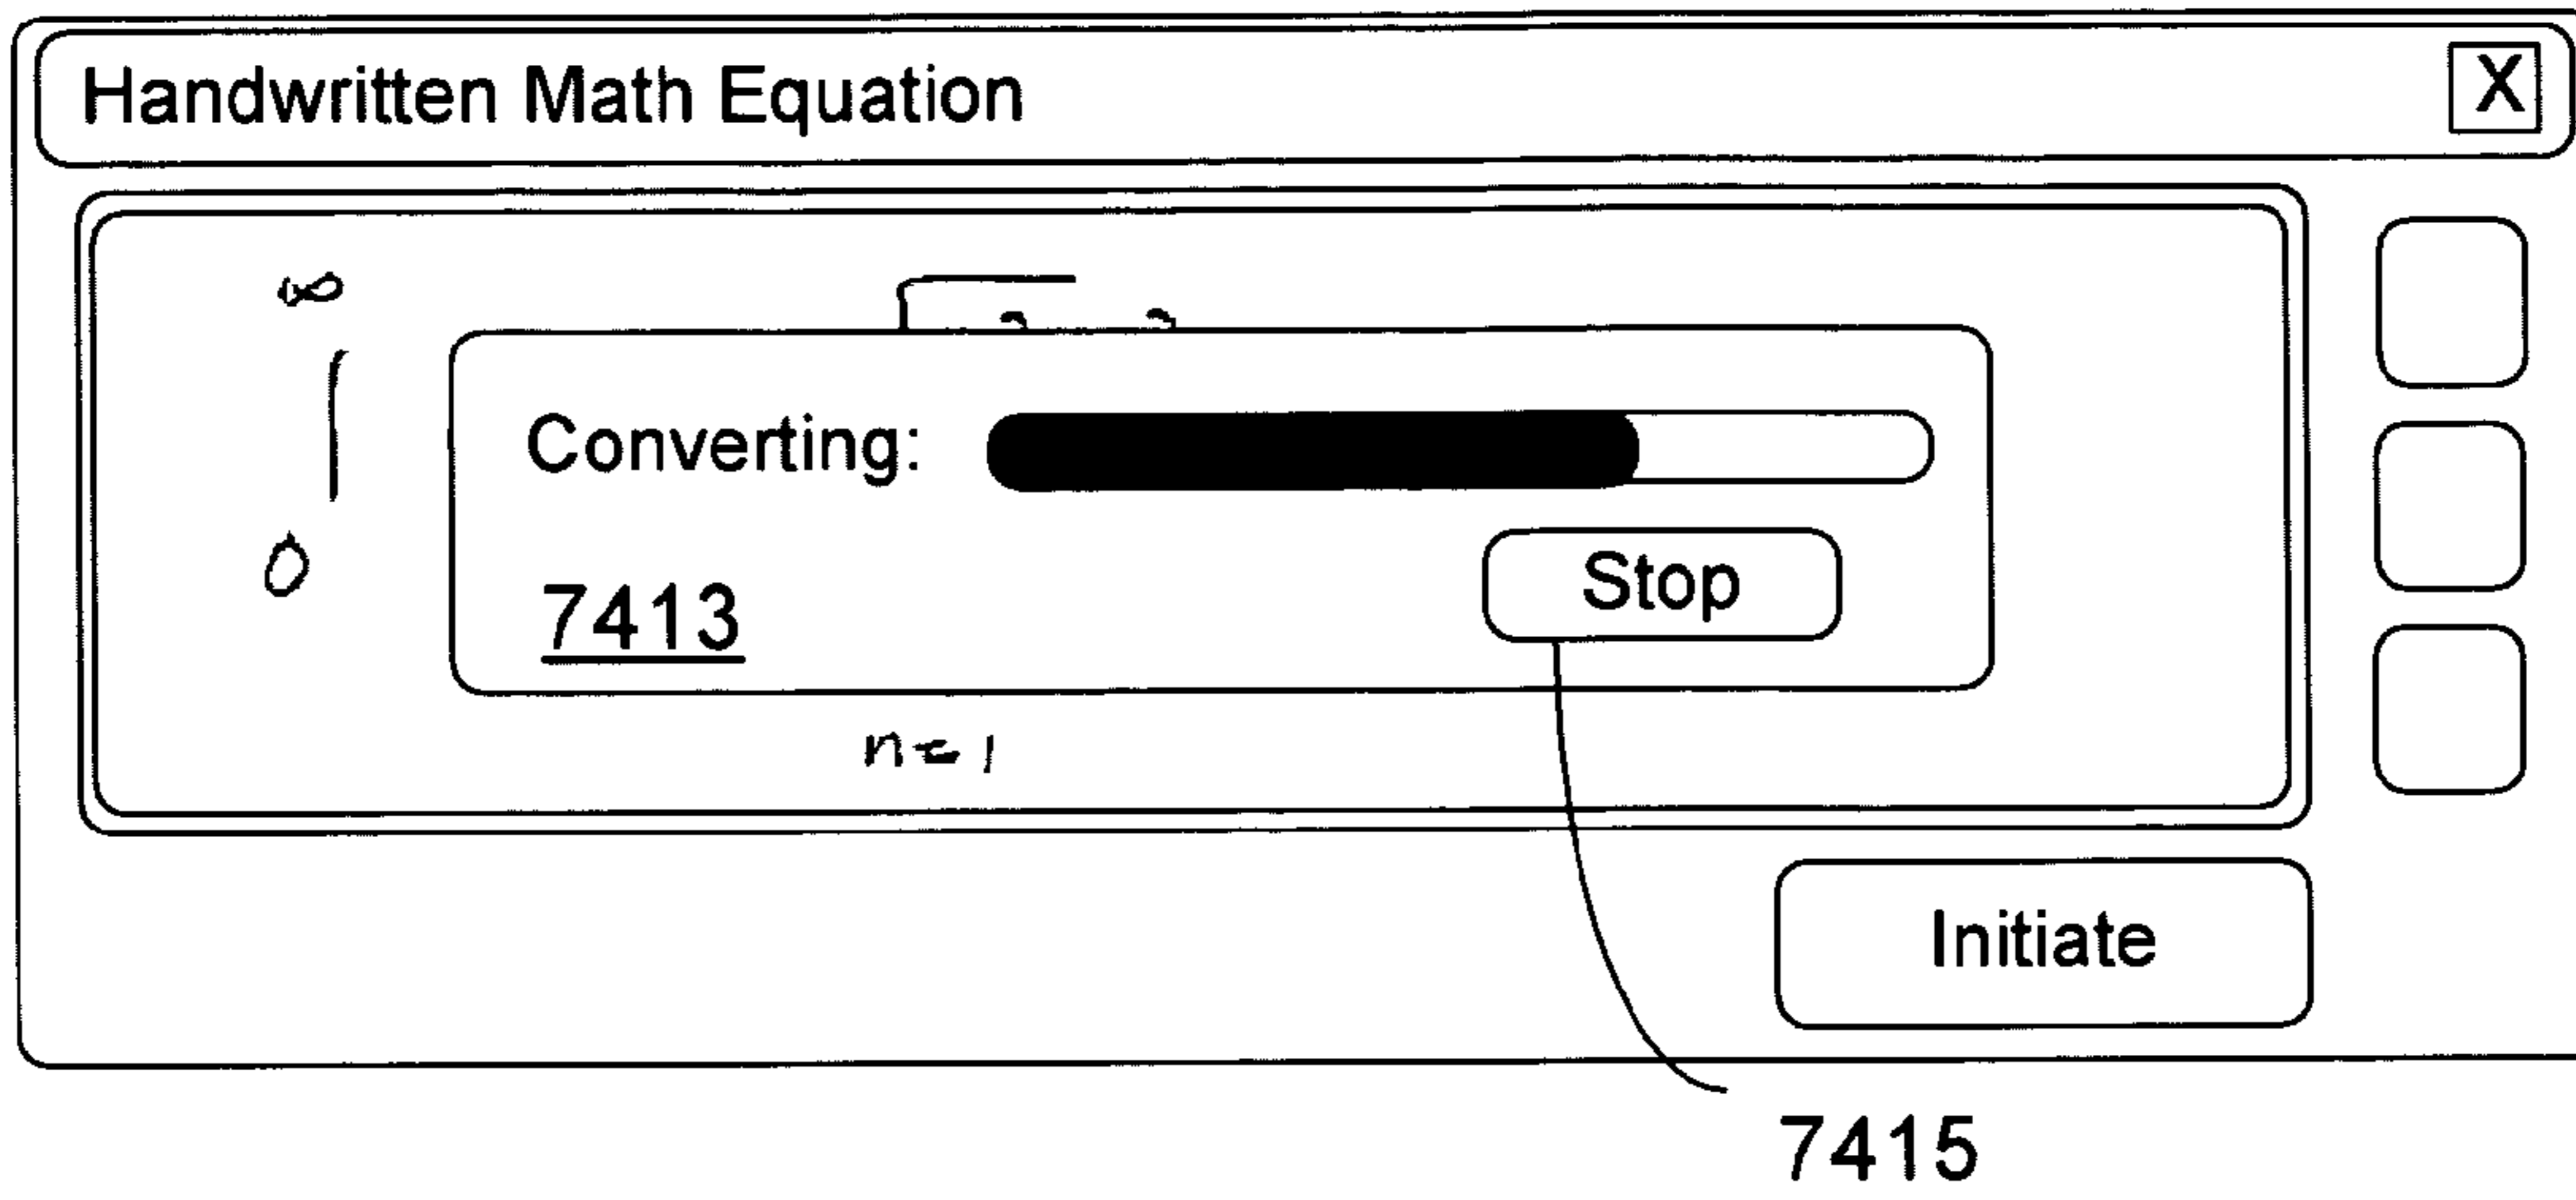 Handwritten Math Equation X
∞
Converting:
Stop
0
7413
n = 1
Initiate
7415